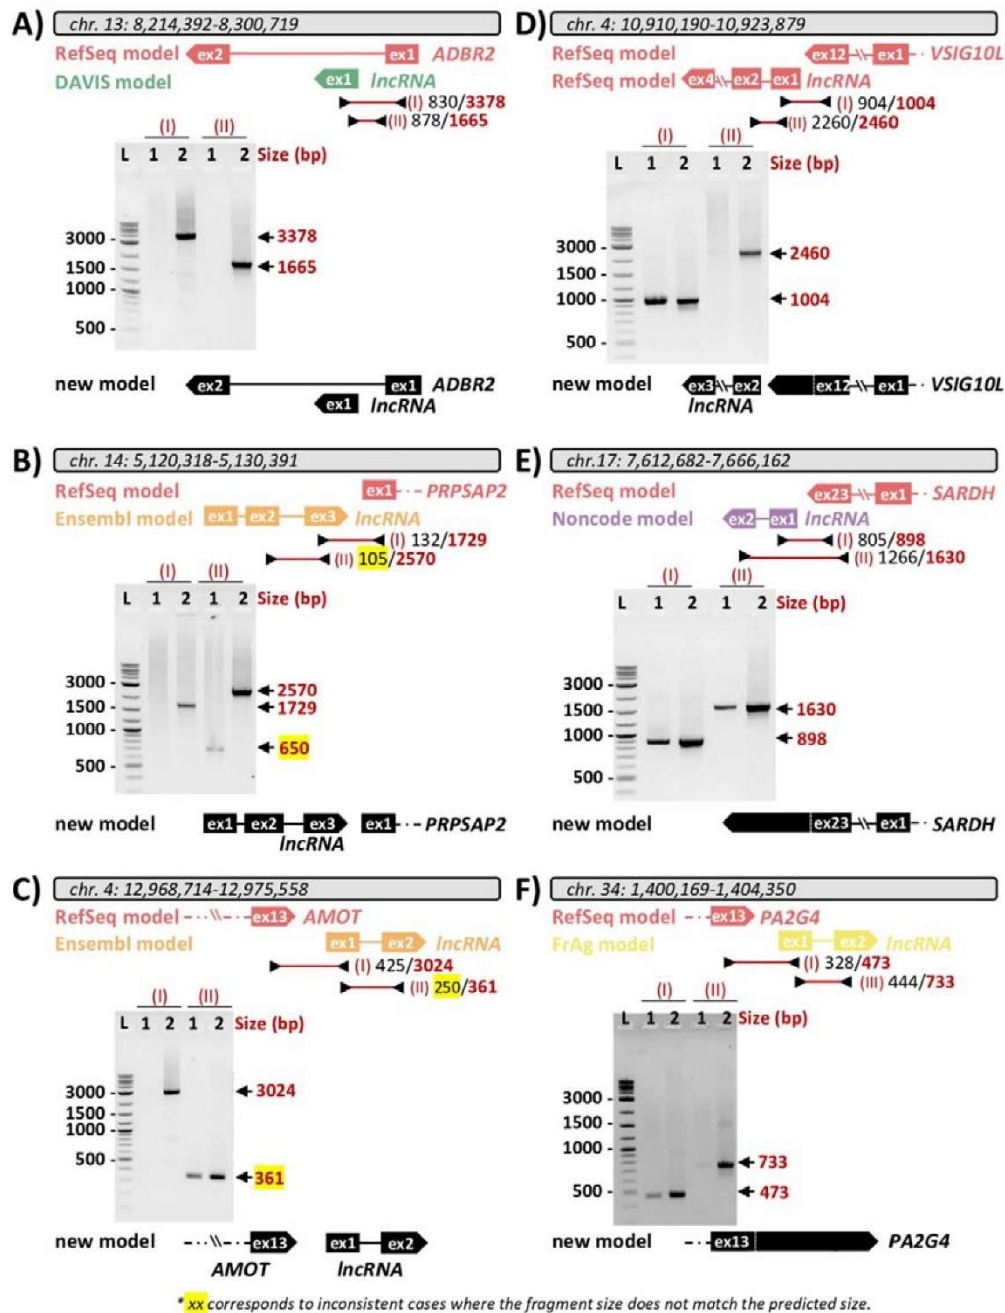 A) chr. 13: 8,214,392-8,300,719
RefSeq model ex2 ex1 ADBR2
DAVIS model ex1 lncRNA
(I) 830/3378
(II) 878/1665
(I) (II)
L 1 2 1 2 Size (bp)
3000 -
3378
1500 -
1665
1000 -
500 -
new model ex2 ex1 ADBR2
ex1 lncRNA
B) chr. 14: 5,120,318-5,130,391
RefSeq model ex1 PRPSAP2
Ensembl model ex1 ex2 ex3 lncRNA
(I) 132/1729
(II) 105/2570
(I) (II)
L 1 2 1 2 Size (bp)
3000 -
2570
1500 -
1729
1000 -
650
500 -
new model ex1 ex2 ex3 ex1 PRPSAP2
lncRNA
C) chr. 4: 12,968,714-12,975,558
RefSeq model ex13 AMOT
Ensembl model ex1 ex2 lncRNA
(I) 425/3024
(II) 250/361
(I) (II)
L 1 2 1 2 Size (bp)
3000 -
3024
1500 -
1000 -
500 -
361
new model ex13 ex1 ex2
AMOT lncRNA
D) chr. 4: 10,910,190-10,923,879
RefSeq model ex12 ex1 VSIG10L
RefSeq model ex4 ex2 ex1 lncRNA
(I) 904/1004
(II) 2260/2460
(I) (II)
L 1 2 1 2 Size (bp)
3000 -
2460
1500 -
1000 -
1004
500 -
new model ex3 ex2 ex12 ex1 VSIG10L
lncRNA
E) chr.17: 7,612,682-7,666,162
RefSeq model ex23 ex1 SARDH
Noncode model ex2 ex1 lncRNA
(I) 805/898
(II) 1266/1630
(I) (II)
L 1 2 1 2 Size (bp)
3000 -
1500 -
1630
1000 -
898
500 -
new model ex23 ex1 SARDH
F) chr. 34: 1,400,169-1,404,350
RefSeq model ex13 PA2G4
FrAg model ex1 ex2 lncRNA
(I) 328/473
(III) 444/733
(I) (II)
L 1 2 1 2 Size (bp)
3000 -
1500 -
1000 -
733
500 -
473
new model ex13 PA2G4
* xx corresponds to inconsistent cases where the fragment size does not match the predicted size.